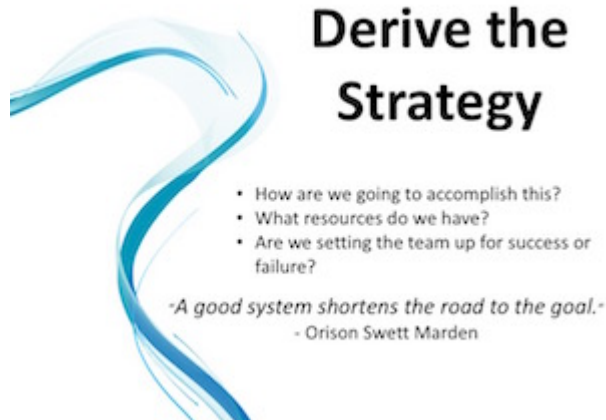 Derive the
Strategy
• How are we going to accomplish this?
• What resources do we have?
• Are we setting the team up for success or
failure?
"A good system shortens the road to the goal."
- Orison Swett Marden